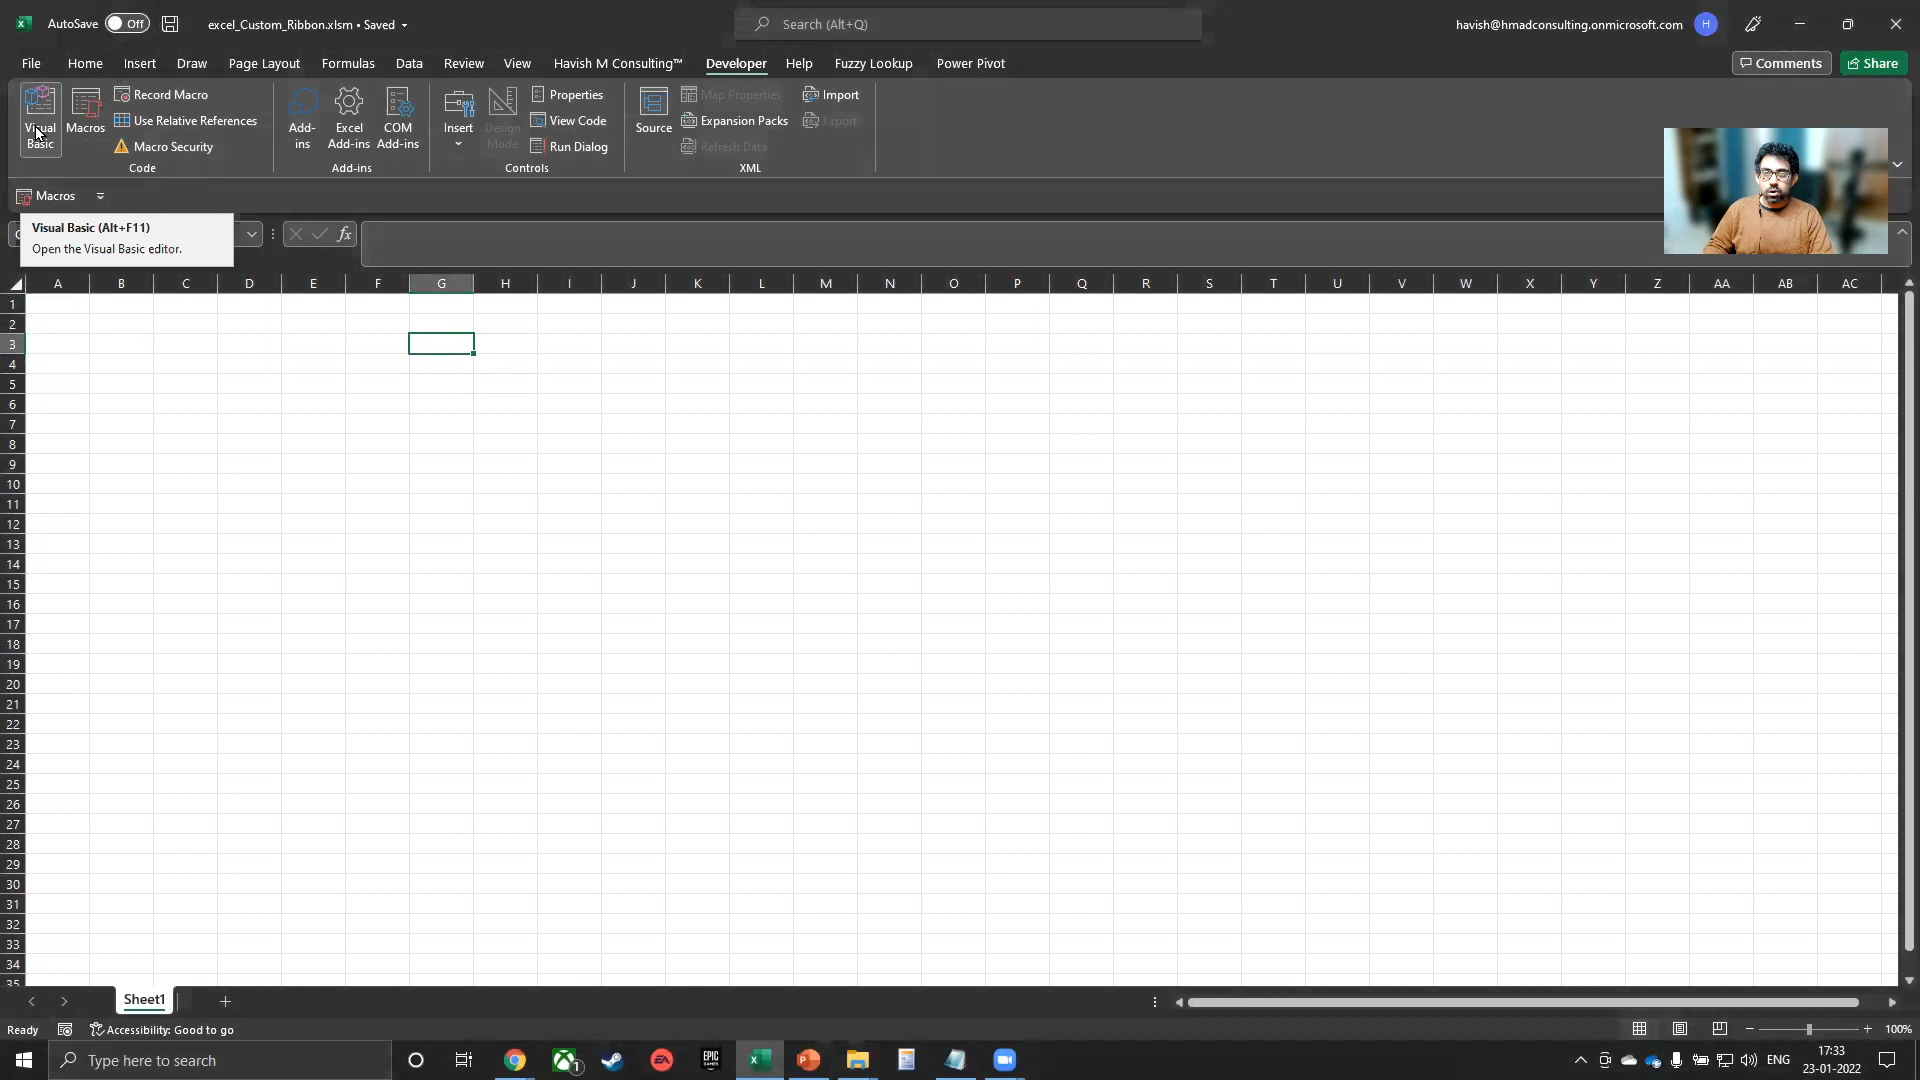 AutoSave Off excel_Custom_Ribbon.xlsm • Saved Search (Alt+Q) havish@hmadconsulting.onmicrosoft.com H
File Home Insert Draw Page Layout Formulas Data Review View Havish M Consulting™ Developer Help Fuzzy Lookup Power Pivot Comments Share
Visual Basic
Macros
Record Macro
Use Relative References
Macro Security
Code
Add-ins
Excel Add-ins
COM Add-ins
Add-ins
Insert
Design Mode
Properties
View Code
Run Dialog
Controls
Source
Map Properties
Expansion Packs
Refresh Data
Import
Export
XML
Macros
Visual Basic (Alt+F11)
Open the Visual Basic editor.
fx
A B C D E F G H I J K L M N O P Q R S T U V W X Y Z AA AB AC
1
2
3
4
5
6
7
8
9
10
11
12
13
14
15
16
17
18
19
20
21
22
23
24
25
26
27
28
29
30
31
32
33
34
35
Sheet1
Ready Accessibility: Good to go 100%
Type here to search 1 EA EPIC GAMES ENG 17:33
23-01-2022